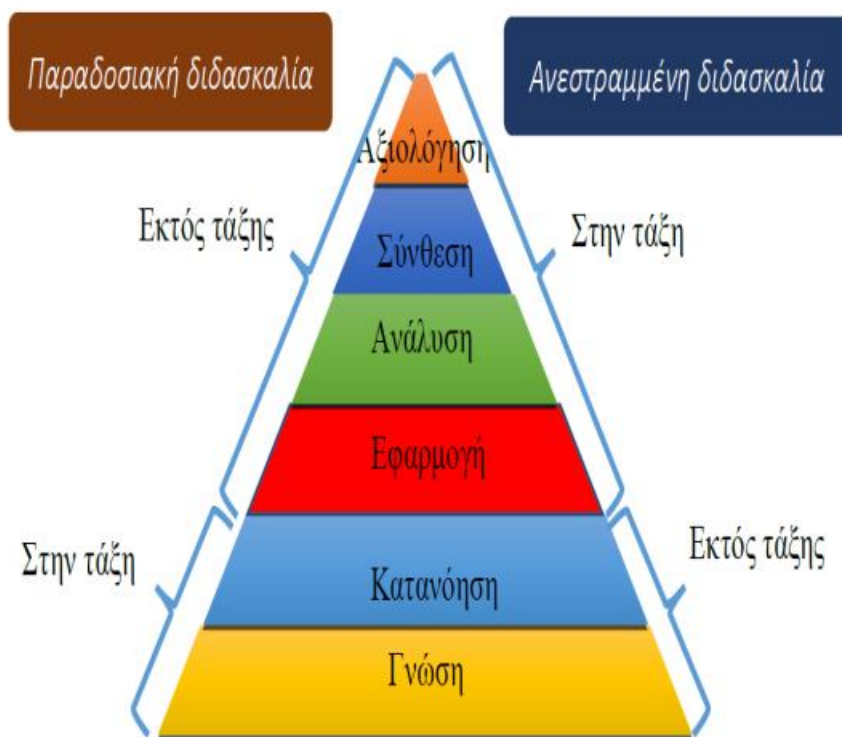 Παραδοσιακή διδασκαλία
Ανεστραμμένη διδασκαλία
Αξιολόγηση
Εκτός τάξης
Στην τάξη
Σύνθεση
Ανάλυση
Εφαρμογή
Στην τάξη
Εκτός τάξης
Κατανόηση
Γνώση